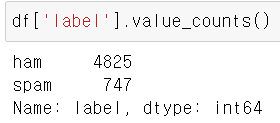 df['label'].value_counts()
ham 4825
spam 747
Name: label, dtype: int64